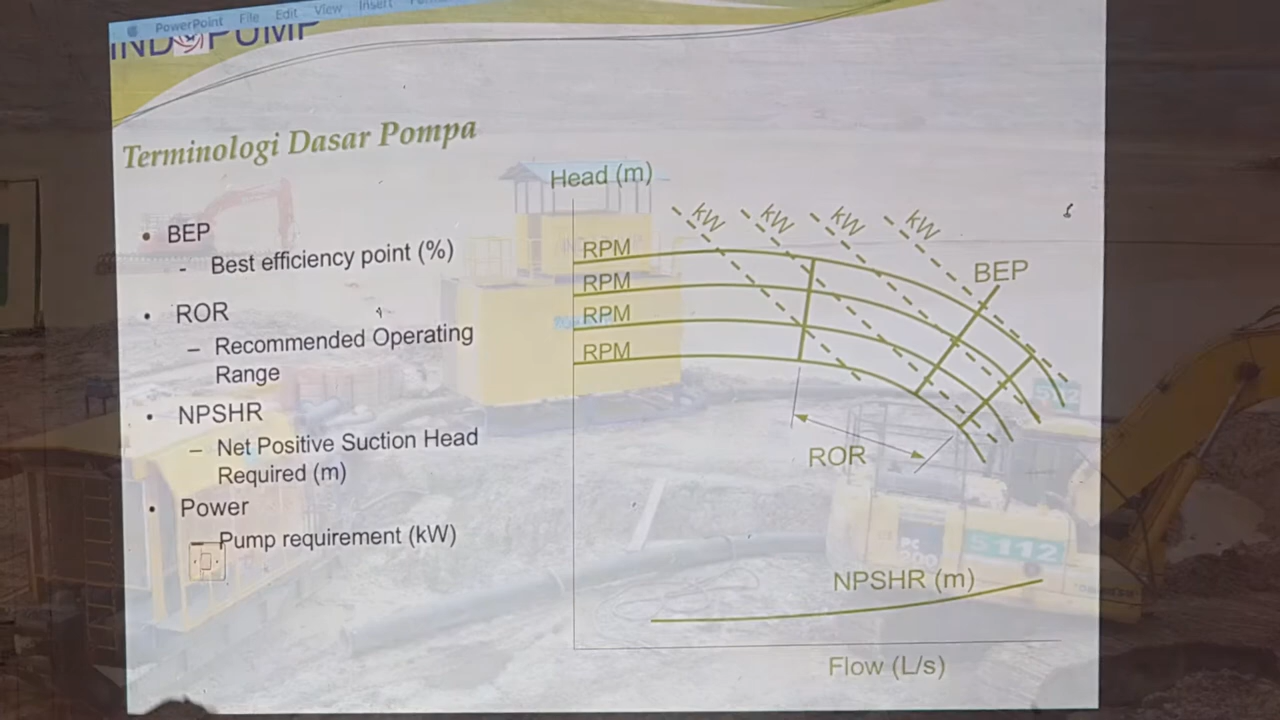 PowerPoint File Edit View Insert
INDOPUMP
Terminologi Dasar Pompa
• BEP
- Best efficiency point (%)
• ROR
– Recommended Operating
Range
• NPSHR
– Net Positive Suction Head
Required (m)
• Power
– Pump requirement (kW)
Head (m)
kW kW kW kW
RPM
RPM
RPM
RPM
BEP
ROR
NPSHR (m)
Flow (L/s)
5112